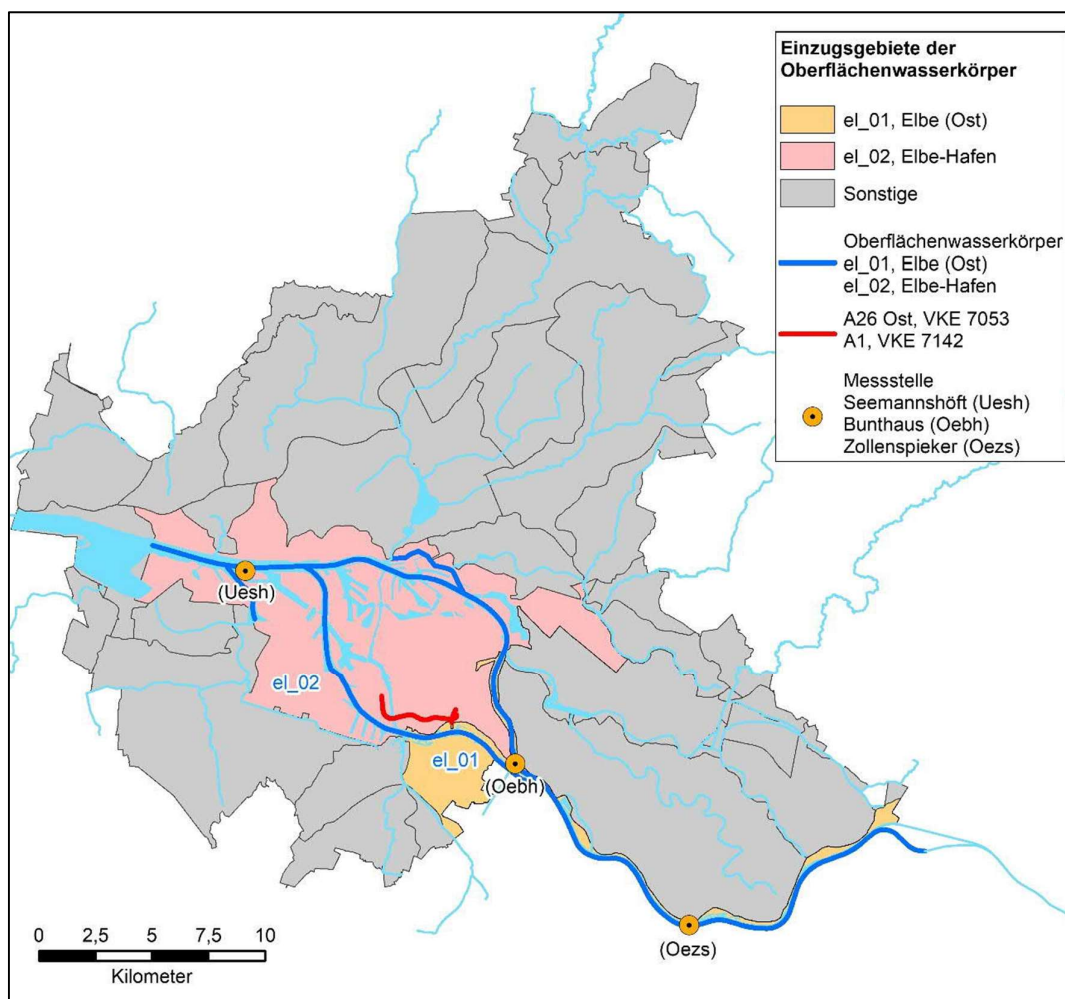 Einzugsgebiete der
Oberflächenwasserkörper
el_01, Elbe (Ost)
el_02, Elbe-Hafen
Sonstige
Oberflächenwasserkörper
el_01, Elbe (Ost)
el_02, Elbe-Hafen
A26 Ost, VKE 7053
A1, VKE 7142
Messstelle
Seemannshöft (Uesh)
Bunthaus (Oebh)
Zollenspieker (Oezs)
(Uesh)
el_02
el_01
(Oebh)
(Oezs)
0 2,5 5 7,5 10
Kilometer